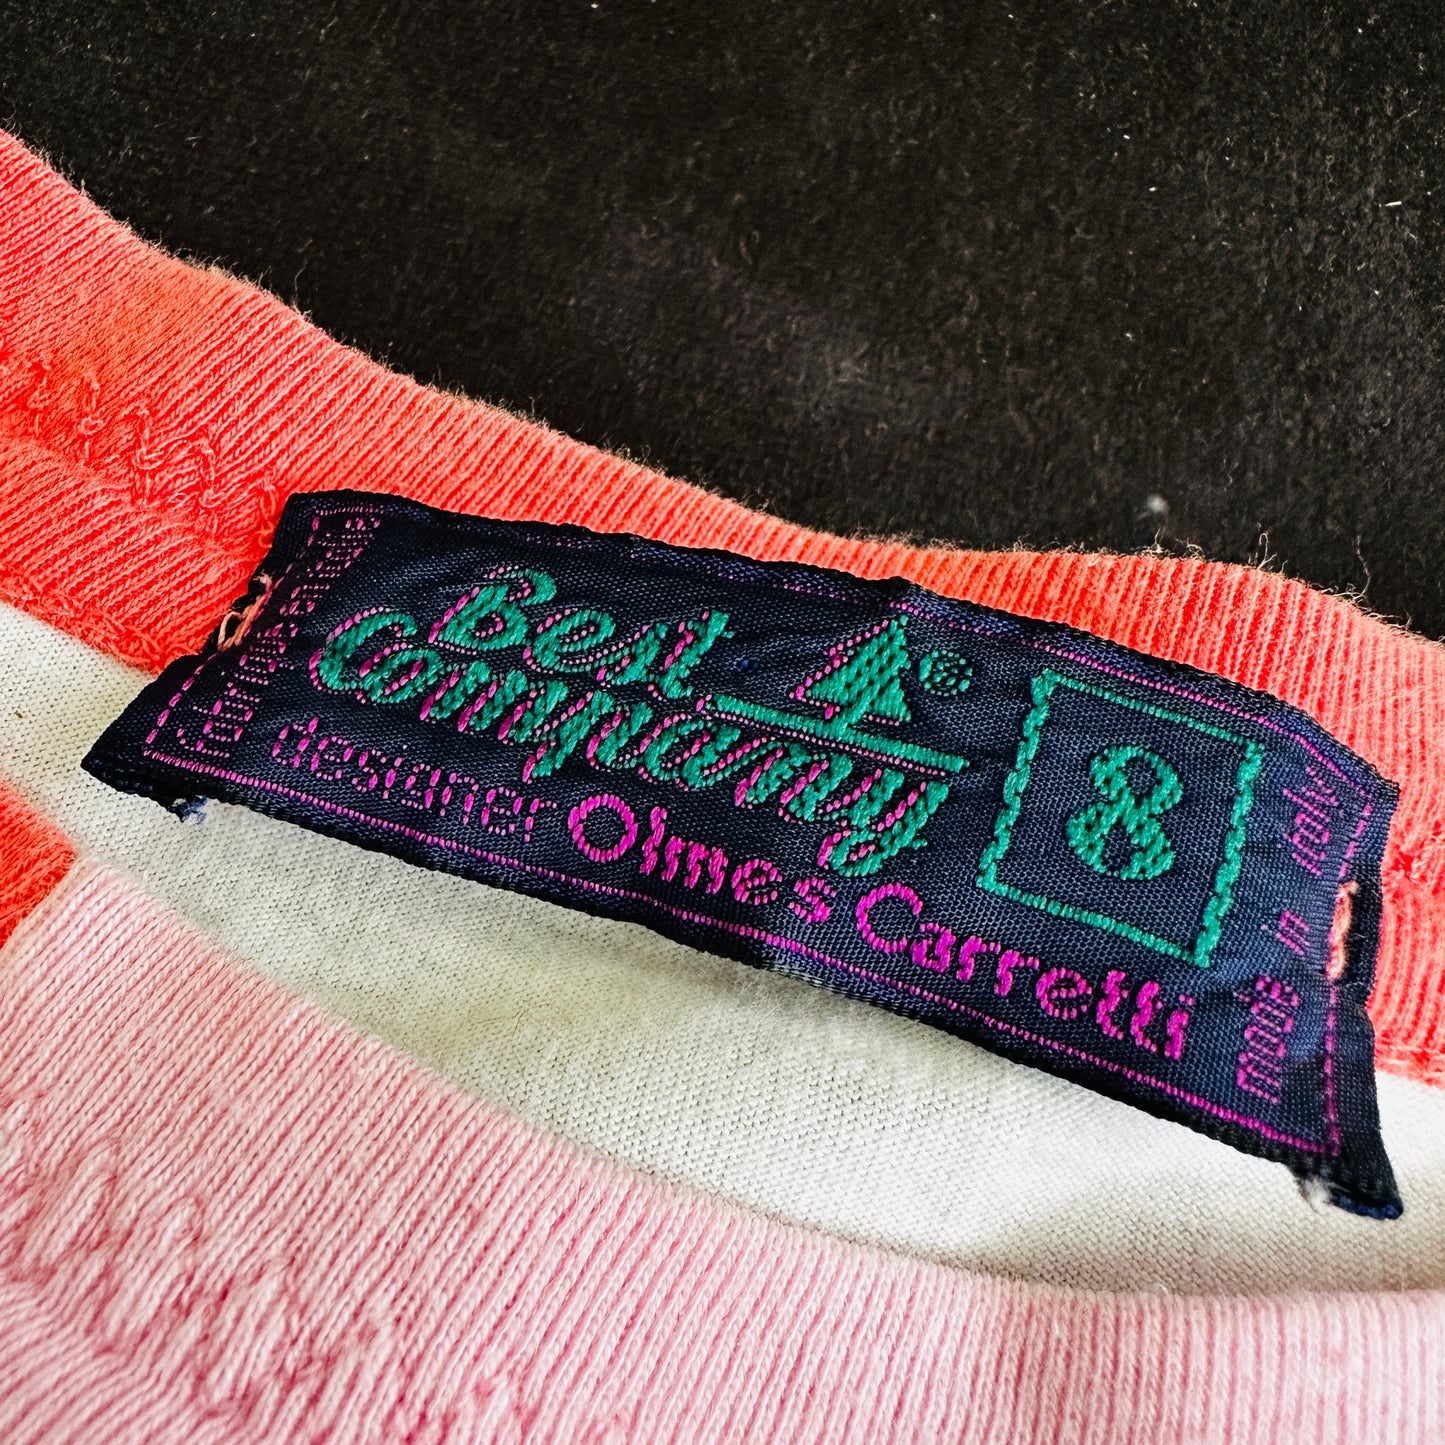 Best
Company ®
designer Olmes Carretti
8
Made in Italy